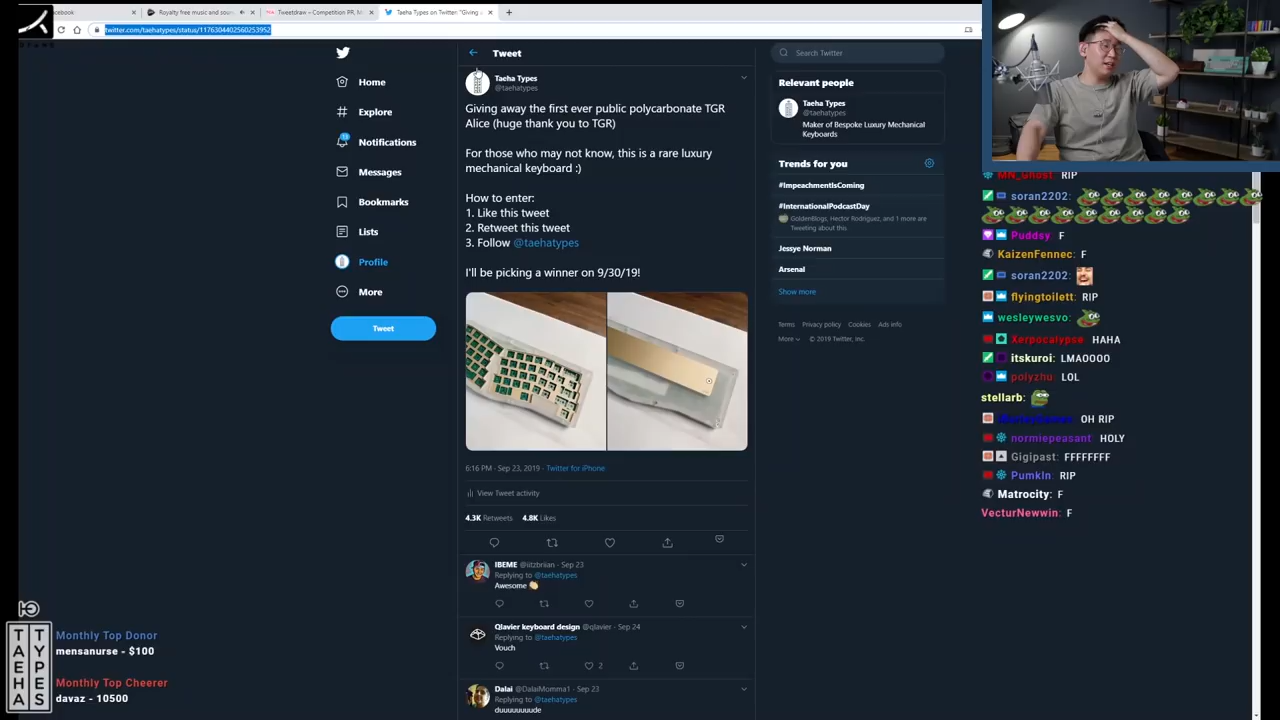 cebook
Royalty free music and soun
Tweetdraw – Competition PR, M
Taeha Types on Twitter: "Giving
twitter.com/taehatypes/status/1176304402560253952
Tweet
Home
Explore
Notifications
Messages
Bookmarks
Lists
Profile
More
Tweet
Taeha Types
@taehatypes
Giving away the first ever public polycarbonate TGR
Alice (huge thank you to TGR)
For those who may not know, this is a rare luxury
mechanical keyboard :)
How to enter:
1. Like this tweet
2. Retweet this tweet
3. Follow @taehatypes
I'll be picking a winner on 9/30/19!
6:16 PM · Sep 23, 2019 · Twitter for iPhone
View Tweet activity
4.3K Retweets 4.8K Likes
IBEME @iitzbriian · Sep 23
Replying to @taehatypes
Awesome
Qlavier keyboard design @qlavier · Sep 24
Replying to @taehatypes
Vouch
2
Dalai @DalaiMomma1 · Sep 23
Replying to @taehatypes
duuuuuuude
Search Twitter
Relevant people
Taeha Types
@taehatypes
Maker of Bespoke Luxury Mechanical
Keyboards
Trends for you
#ImpeachmentIsComing
#InternationalPodcastDay
GoldenBlogs, Hector Rodriguez, and 1 more are
Tweeting about this
Jessye Norman
Arsenal
Show more
Terms Privacy policy Cookies Ads info
More © 2019 Twitter, Inc.
MN_Ghost: RIP
soran2202:
Puddsy: F
KaizenFennec: F
soran2202:
flyingtoilett: RIP
wesleywesvo:
Xerpocalypse: HAHA
itskuroi: LMAOOOO
polyzhu: LOL
stellarb:
OH RIP
normiepeasant: HOLY
Gigipast: FFFFFFFF
Pumkln: RIP
Matrocity: F
VecturNewwin: F
TAEHA
TYPES
Monthly Top Donor
mensanurse - $100
Monthly Top Cheerer
davaz - 10500